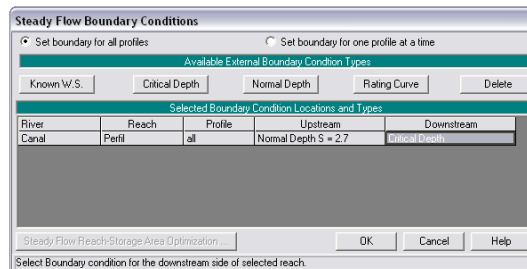 Steady Flow Boundary Conditions
Set boundary for all profiles Set boundary for one profile at a time
Available External Boundary Condtion Types
Known W.S. Critical Depth Normal Depth Rating Curve Delete
Selected Boundary Condition Locations and Types
River Reach Profile Upstream Downstream
Canal Perfil all Normal Depth S = 2.7 Critical Depth
Steady Flow Reach-Storage Area Optimization ... OK Cancel Help
Select Boundary condition for the downstream side of selected reach.